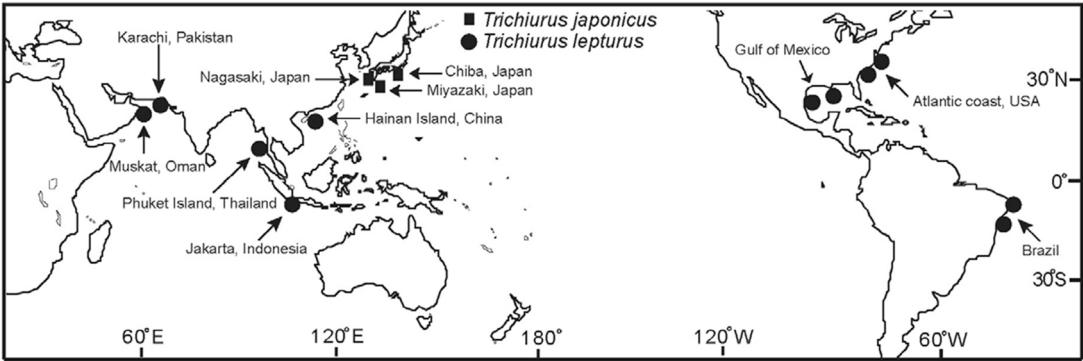 Trichiurus japonicus
Trichiurus lepturus
Karachi, Pakistan
Nagasaki, Japan
Chiba, Japan
Miyazaki, Japan
Hainan Island, China
Muskat, Oman
Phuket Island, Thailand
Jakarta, Indonesia
Gulf of Mexico
Atlantic coast, USA
Brazil
30°N
0°
30°S
60°E
120°E
180°
120°W
60°W